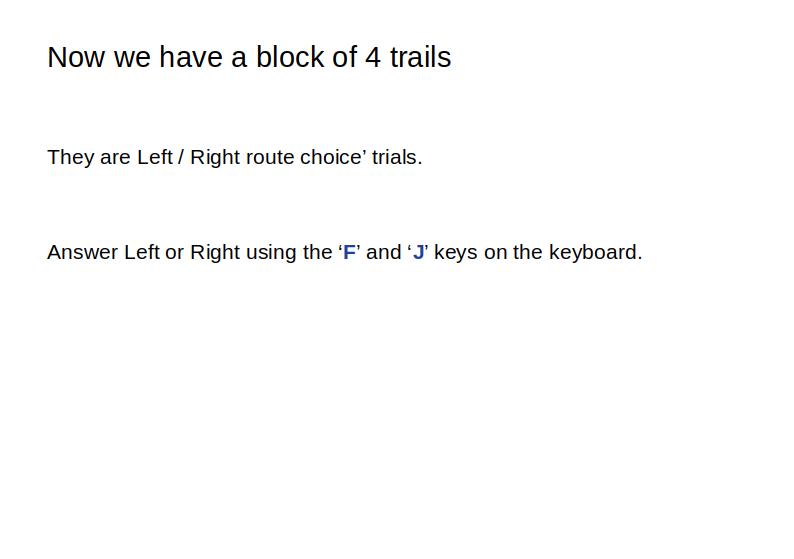 Now we have a block of 4 trails
They are Left / Right route choice’ trials.
Answer Left or Right using the ‘F’ and ‘J’ keys on the keyboard.